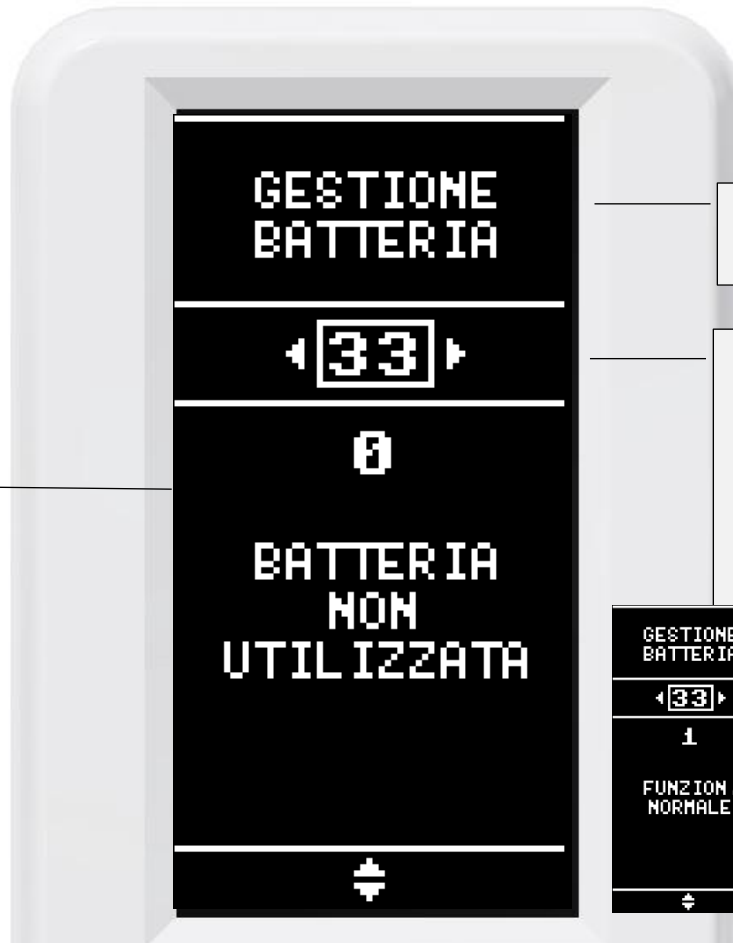 GESTIONE
BATTERIA
33
0
BATTERIA
NON
UTILIZZATA
GESTIONE
BATTERIA
33
1
FUNZION
NORMALE